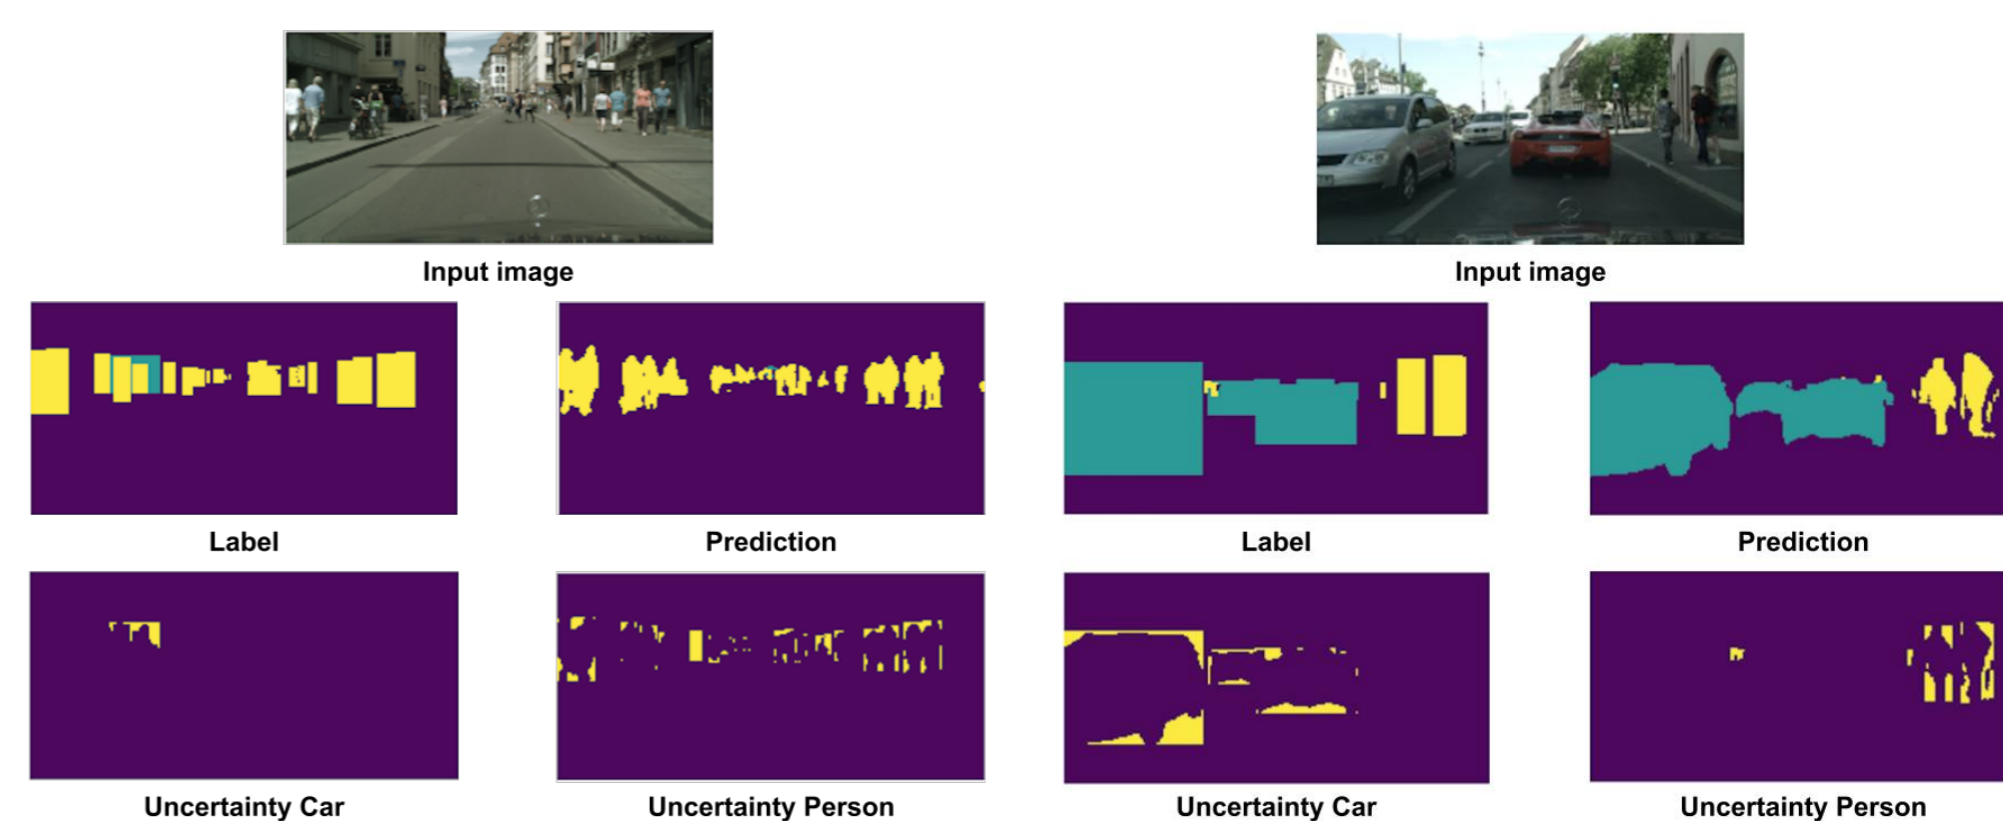 Input image
Input image
Label
Prediction
Label
Prediction
Uncertainty Car
Uncertainty Person
Uncertainty Car
Uncertainty Person